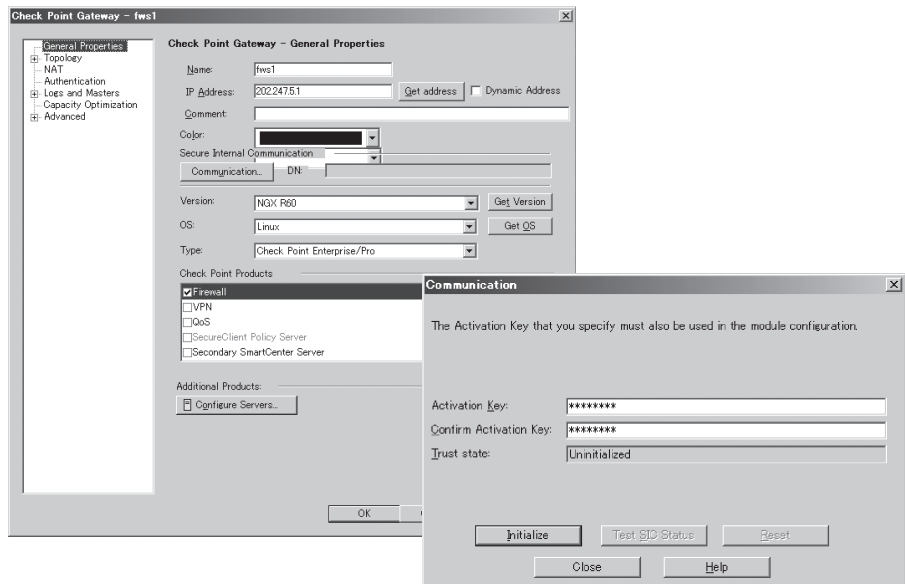 Check Point Gateway - fws1
General Properties
Topology
NAT
Authentication
Logs and Masters
Capacity Optimization
Advanced
Check Point Gateway - General Properties
Name: fws1
IP Address: 202.247.5.1 Get address Dynamic Address
Comment:
Color:
Secure Internal Communication
Communication... DN:
Version: NGX R60 Get Version
OS: Linux Get OS
Type: Check Point Enterprise/Pro
Check Point Products
Firewall
VPN
QoS
SecureClient Policy Server
Secondary SmartCenter Server
Additional Products:
Configure Servers...
OK
Communication
The Activation Key that you specify must also be used in the module configuration.
Activation Key: ********
Confirm Activation Key: ********
Trust state: Uninitialized
Initialize Test SIC Status Reset
Close Help